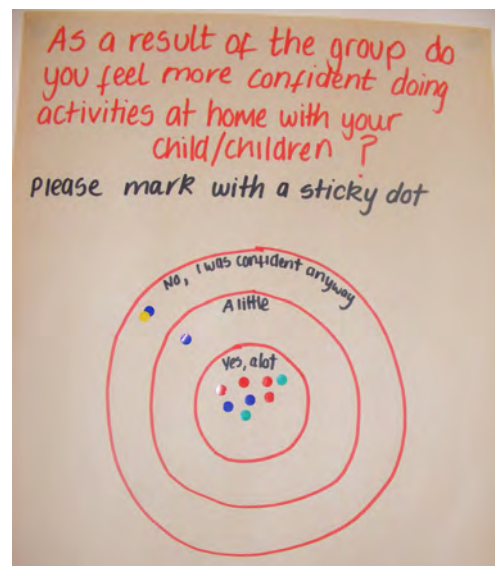 As a result of the group do
you feel more confident doing
activities at home with your
child/children ?
please mark with a sticky dot
No, I was confident anyway
A little
yes, a lot